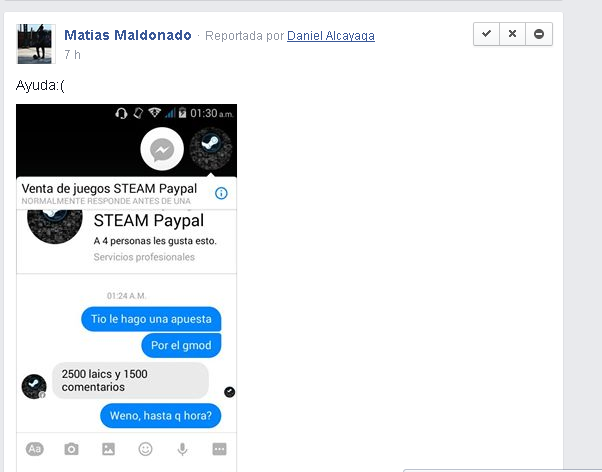 Matias Maldonado · Reportada por Daniel Alcayaga
7 h
Ayuda:(
01:30 a.m.
Venta de juegos STEAM Paypal
NORMALMENTE RESPONDE ANTES DE UNA
STEAM Paypal
A 4 personas les gusta esto.
Servicios profesionales
01:24 A.M.
Tio le hago una apuesta
Por el gmod
2500 laics y 1500
comentarios
Weno, hasta q hora?
Aa